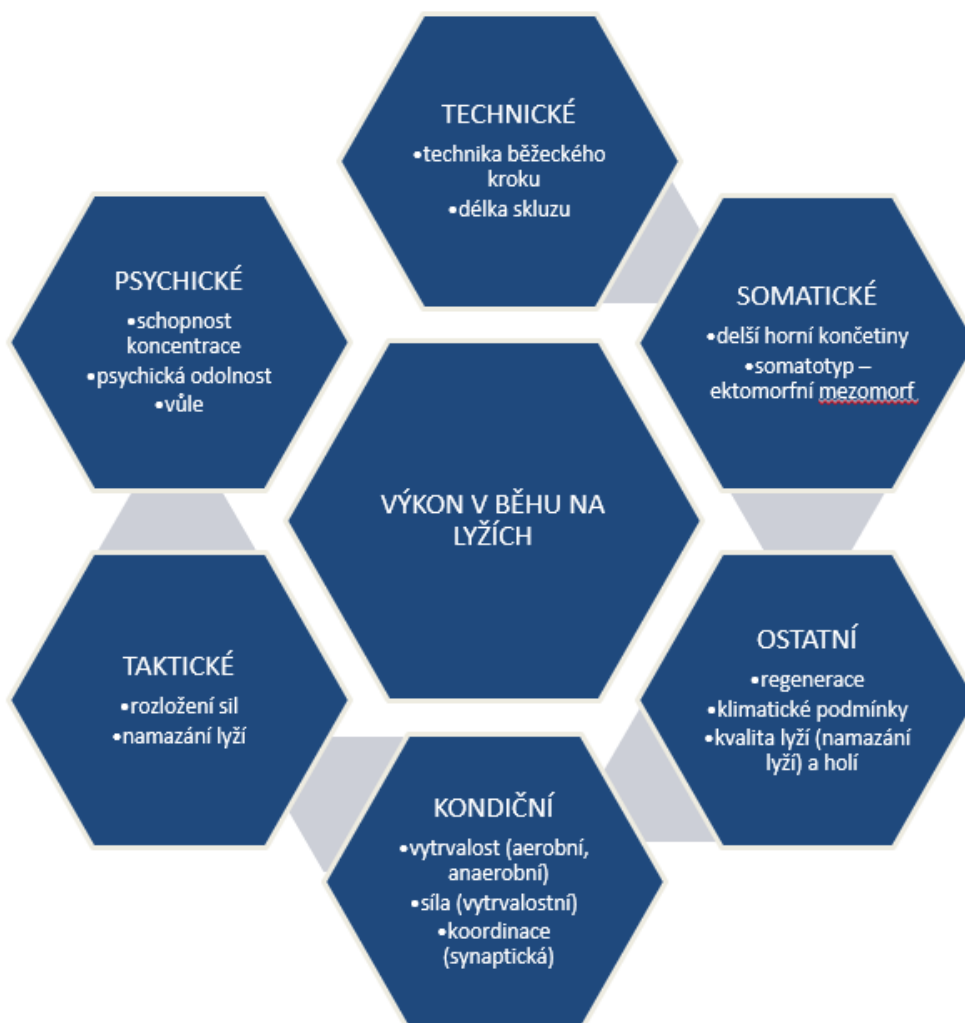 TECHNICKÉ
•technika běžeckého
kroku
•délka skluzu
PSYCHICKÉ
•schopnost
koncentrace
•psychická odolnost
•vůle
SOMATICKÉ
•delší horní končetiny
•somatotyp –
ektomorfní mezomorf
VÝKON V BĚHU NA
LYŽÍCH
TAKTICKÉ
•rozložení sil
•namazání lyží
OSTATNÍ
•regenerace
•klimatické podmínky
•kvalita lyží (namazání
lyží) a holí
KONDIČNÍ
•vytrvalost (aerobní,
anaerobní)
•síla (vytrvalostní)
•koordinace
(synaptická)